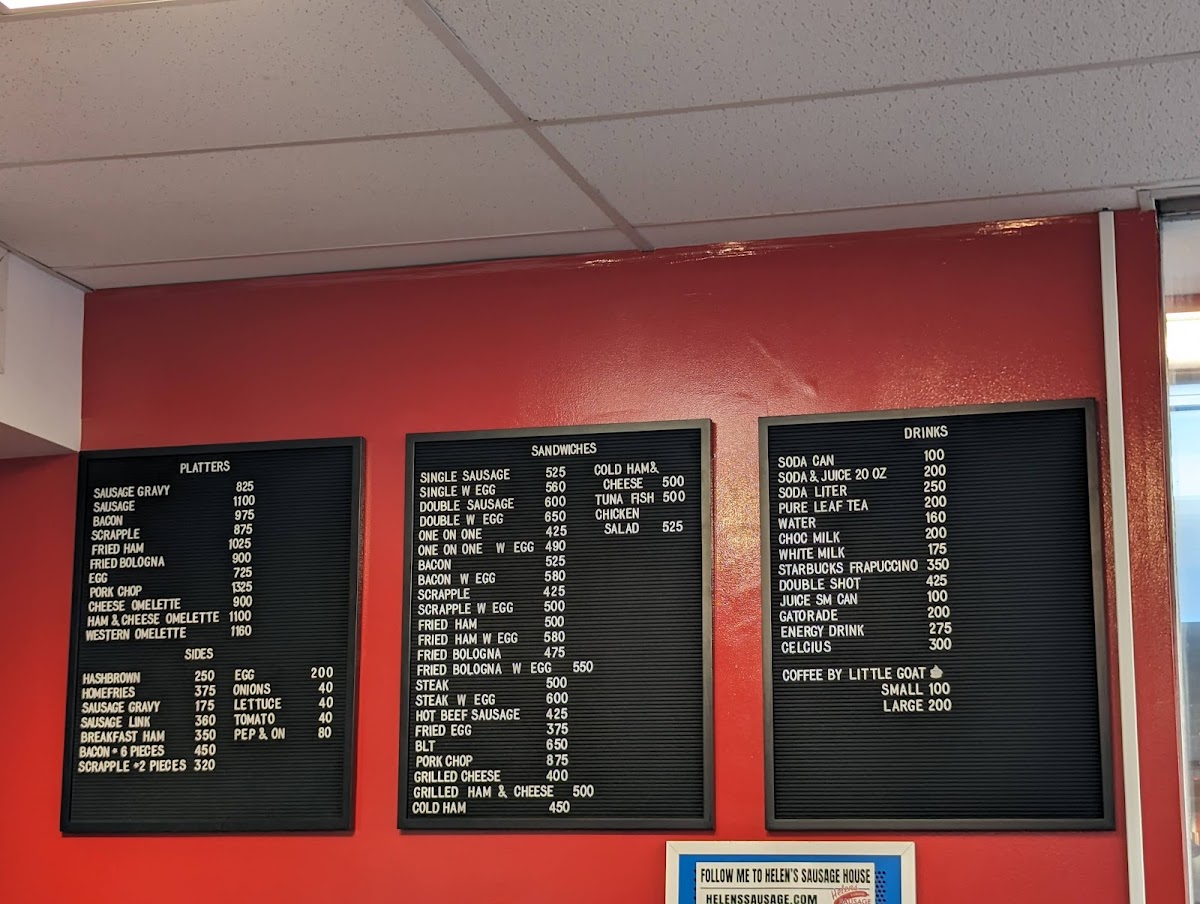 PLATTERS
SAUSAGE GRAVY 825
SAUSAGE 1100
BACON 975
SCRAPPLE 875
FRIED HAM 1025
FRIED BOLOGNA 900
EGG 725
PORK CHOP 1325
CHEESE OMELETTE 900
HAM & CHEESE OMELETTE 1100
WESTERN OMELETTE 1160
SIDES
HASHBROWN 250
HOMEFRIES 375
SAUSAGE GRAVY 175
SAUSAGE LINK 360
BREAKFAST HAM 350
BACON * 6 PIECES 450
SCRAPPLE *2 PIECES 320
EGG 200
ONIONS 40
LETTUCE 40
TOMATO 40
PEP & ON 80
SANDWICHES
SINGLE SAUSAGE 525
SINGLE W EGG 560
DOUBLE SAUSAGE 600
DOUBLE W EGG 650
ONE ON ONE 425
ONE ON ONE W EGG 490
BACON 525
BACON W EGG 580
SCRAPPLE 425
SCRAPPLE W EGG 500
FRIED HAM 500
FRIED HAM W EGG 580
FRIED BOLOGNA 475
FRIED BOLOGNA W EGG 550
STEAK 500
STEAK W EGG 600
HOT BEEF SAUSAGE 425
FRIED EGG 375
BLT 650
PORK CHOP 875
GRILLED CHEESE 400
GRILLED HAM & CHEESE 500
COLD HAM 450
COLD HAM &
CHEESE 500
TUNA FISH 500
CHICKEN
SALAD 525
DRINKS
SODA CAN 100
SODA & JUICE 20 OZ 200
SODA LITER 250
PURE LEAF TEA 200
WATER 160
CHOC MILK 200
WHITE MILK 175
STARBUCKS FRAPUCCINO 350
DOUBLE SHOT 425
JUICE SM CAN 100
GATORADE 200
ENERGY DRINK 275
CELCIUS 300
COFFEE BY LITTLE GOAT
SMALL 100
LARGE 200
FOLLOW ME TO HELEN'S SAUSAGE HOUSE
HELENSSAUSAGE.COM
Helen's
SAUSAGE